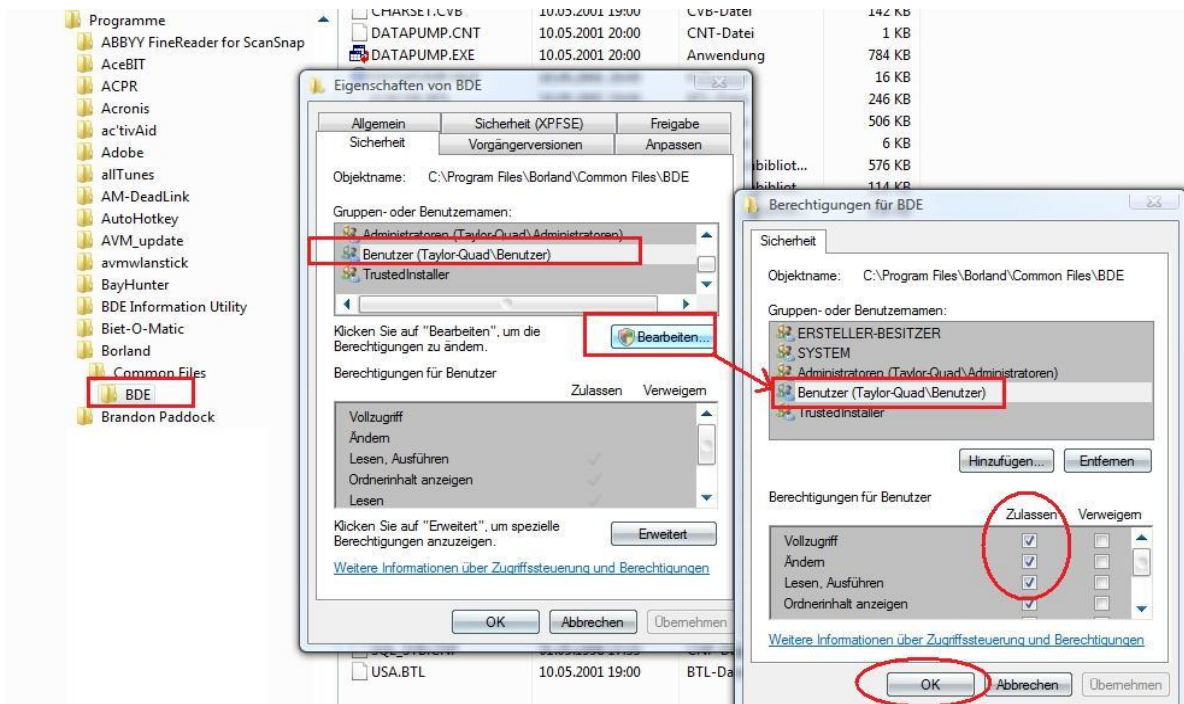 Programme
ABBYY FineReader for ScanSnap
AceBIT
ACPR
Acronis
ac'tivAid
Adobe
allTunes
AM-DeadLink
AutoHotkey
AVM_update
avmwlanstick
BayHunter
BDE Information Utility
Biet-O-Matic
Borland
Common Files
BDE
Brandon Paddock
CHARSET.CVB 10.05.2001 19:00 CVB-Datei 142 KB
DATAPUMP.CNT 10.05.2001 20:00 CNT-Datei 1 KB
DATAPUMP.EXE 10.05.2001 20:00 Anwendung 784 KB
16 KB
246 KB
506 KB
6 KB
576 KB
114 KB
Eigenschaften von BDE
Allgemein Sicherheit (XPFSE) Freigabe
Sicherheit Vorgängerversionen Anpassen
Objektname: C:\Program Files\Borland\Common Files\BDE
Gruppen- oder Benutzernamen:
Administratoren (Taylor-Quad\Administratoren)
Benutzer (Taylor-Quad\Benutzer)
TrustedInstaller
Klicken Sie auf "Bearbeiten", um die
Berechtigungen zu ändern.
Bearbeiten...
Berechtigungen für Benutzer
Zulassen Verweigern
Vollzugriff
Ändern
Lesen, Ausführen
Ordnerinhalt anzeigen
Lesen
Klicken Sie auf "Erweitert", um spezielle
Berechtigungen anzuzeigen.
Erweitert
Weitere Informationen über Zugriffssteuerung und Berechtigungen
OK Abbrechen Übernehmen
USA.BTL 10.05.2001 19:00 BTL-Da
Berechtigungen für BDE
Sicherheit
Objektname: C:\Program Files\Borland\Common Files\BDE
Gruppen- oder Benutzernamen:
ERSTELLER-BESITZER
SYSTEM
Administratoren (Taylor-Quad\Administratoren)
Benutzer (Taylor-Quad\Benutzer)
TrustedInstaller
Hinzufügen... Entfernen
Berechtigungen für Benutzer
Zulassen Verweigern
Vollzugriff
Ändern
Lesen, Ausführen
Ordnerinhalt anzeigen
Weitere Informationen über Zugriffssteuerung und Berechtigungen
OK Abbrechen Übernehmen